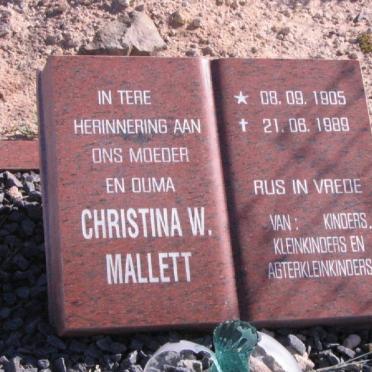 IN TERE
HERINNERING AAN
ONS MOEDER
EN OUMA
CHRISTINA W.
MALLETT
★ 08.09.1905
✝ 21.06.1989
RUS IN VREDE
VAN: KINDERS,
KLEINKINDERS EN
AGTERKLEINKINDERS